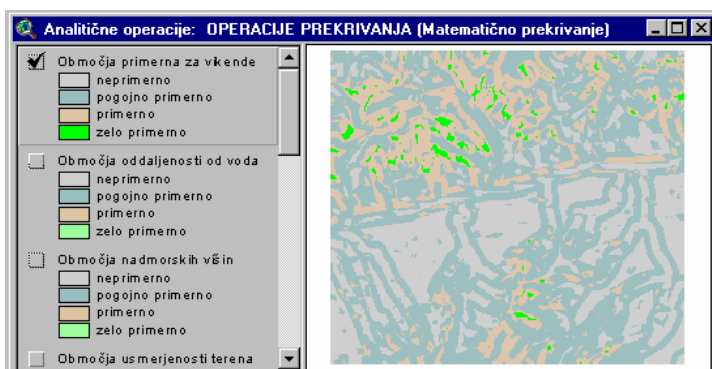 Analitične operacije: OPERACIJE PREKRIVANJA (Matematično prekrivanje)
Območja primerna za vikende
neprimerno
pogojno primerno
primerno
zelo primerno
Območja oddaljenosti od voda
neprimerno
pogojno primerno
primerno
zelo primerno
Območja nadmorskih višin
neprimerno
pogojno primerno
primerno
zelo primerno
Območja usmerjenosti terena